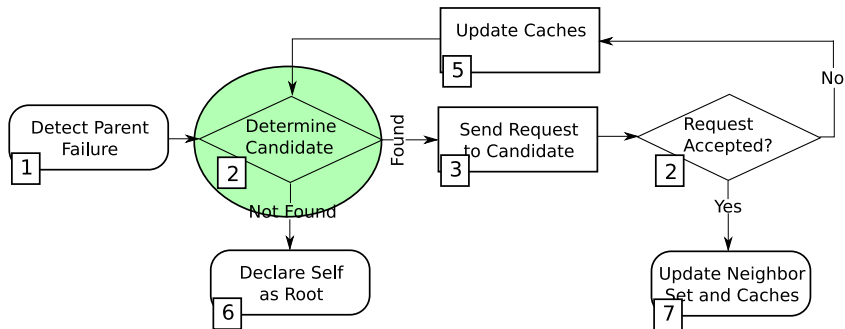 Update Caches
5
Detect Parent
Failure
1
Determine
Candidate
2
Found
Not Found
Send Request
to Candidate
3
Request
Accepted?
2
No
Yes
Declare Self
as Root
6
Update Neighbor
Set and Caches
7